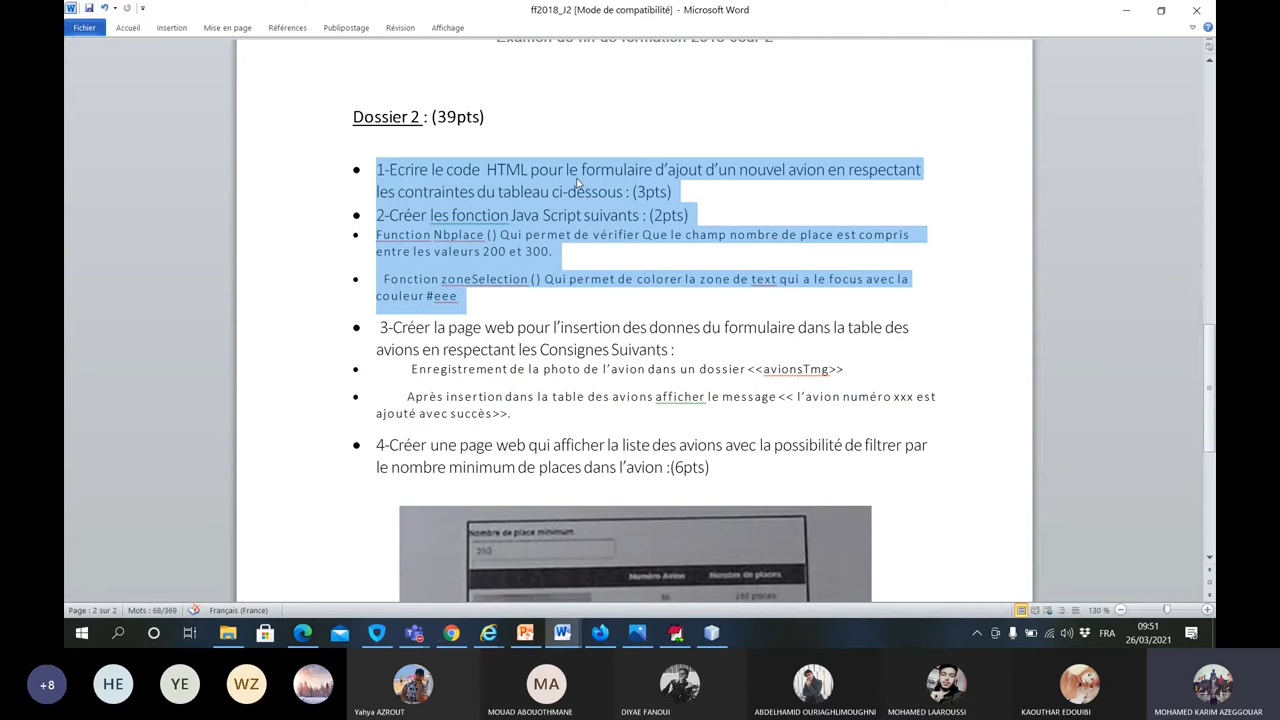 ff2018_J2 [Mode de compatibilité] - Microsoft Word
Fichier Accueil Insertion Mise en page Références Publipostage Révision Affichage
Examen de fin de formation 2018 Jour 2
Dossier 2 : (39pts)
1-Ecrire le code HTML pour le formulaire d’ajout d’un nouvel avion en respectant
les contraintes du tableau ci-dessous : (3pts)
2-Créer les fonction Java Script suivants : (2pts)
Function Nbplace () Qui permet de vérifier Que le champ nombre de place est compris
entre les valeurs 200 et 300.
Fonction zoneSelection () Qui permet de colorer la zone de text qui a le focus avec la
couleur #eee
3-Créer la page web pour l’insertion des donnes du formulaire dans la table des
avions en respectant les Consignes Suivants :
Enregistrement de la photo de l’avion dans un dossier <<avionsTmg>>
Après insertion dans la table des avions afficher le message << l’avion numéro xxx est
ajouté avec succès>>.
4-Créer une page web qui afficher la liste des avions avec la possibilité de filtrer par
le nombre minimum de places dans l’avion :(6pts)
Nombre de place minimum
Numéro Avion Nombre de places
places
Page : 2 sur 2 Mots : 68/369 Français (France) 130 %
FRA
09:51
26/03/2021
+8 HE YE WZ MA
Yahya AZROUT MOUAD ABOUOTHMANE DIYAE FANOUI ABDELHAMID OURIAGHLIMOUGHNI MOHAMED LAAROUSSI KAOUTHAR EDOUIBI MOHAMED KARIM AZEGGOUAR